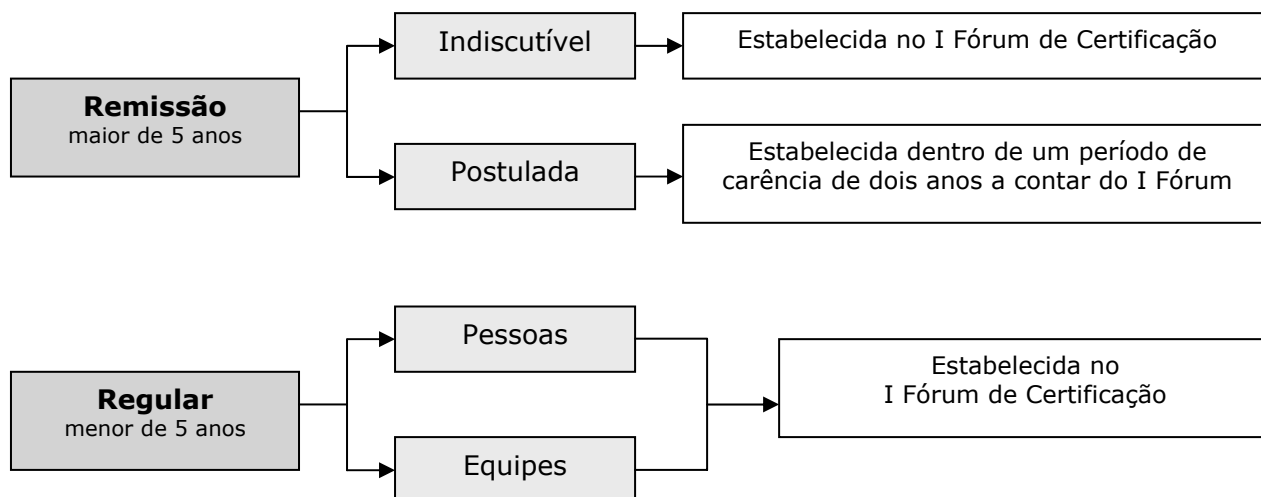 Remissão
maior de 5 anos
Indiscutível
Estabelecida no I Fórum de Certificação
Postulada
Estabelecida dentro de um período de
carência de dois anos a contar do I Fórum
Regular
menor de 5 anos
Pessoas
Equipes
Estabelecida no
I Fórum de Certificação